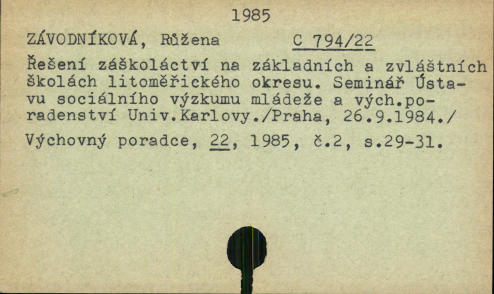 1985
ZÁVODNÍKOVÁ, Růžena C 794/22
Řešení záškoláctví na základních a zvláštních
školách litoměřického okresu. Seminář Ústa-
vu sociálního výzkumu mládeže a vých.po-
radenství Univ.Karlovy./Praha, 26.9.1984./
Výchovný poradce, 22, 1985, č.2, s.29-31.